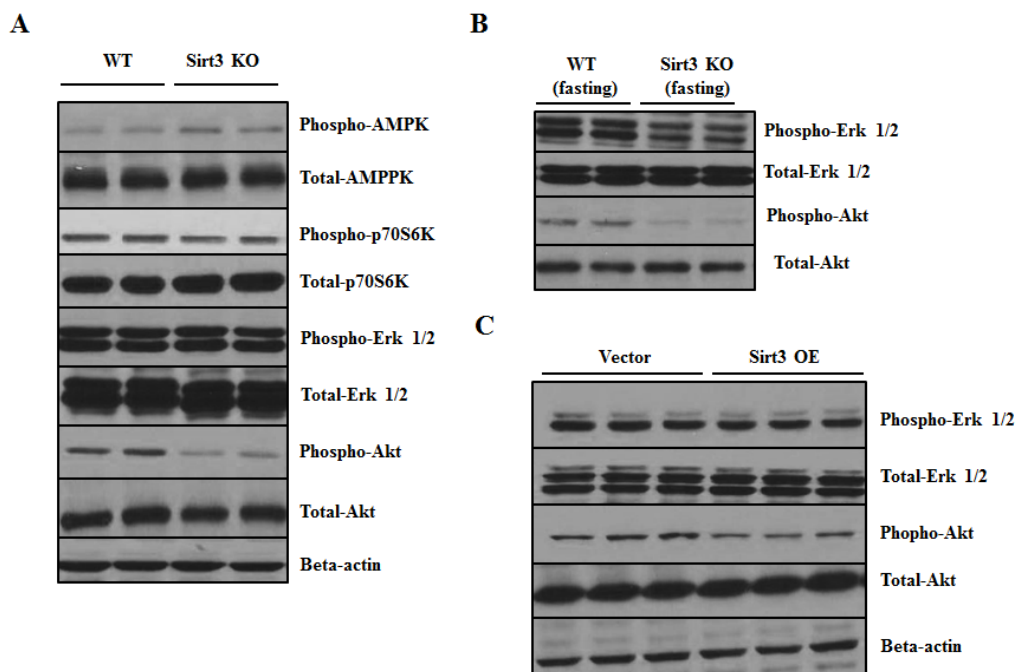 A
WT Sirt3 KO
Phospho-AMPK
Total-AMPPK
Phospho-p70S6K
Total-p70S6K
Phospho-Erk 1/2
Total-Erk 1/2
Phospho-Akt
Total-Akt
Beta-actin
B
WT Sirt3 KO
(fasting) (fasting)
Phospho-Erk 1/2
Total-Erk 1/2
Phospho-Akt
Total-Akt
C
Vector Sirt3 OE
Phospho-Erk 1/2
Total-Erk 1/2
Phopho-Akt
Total-Akt
Beta-actin